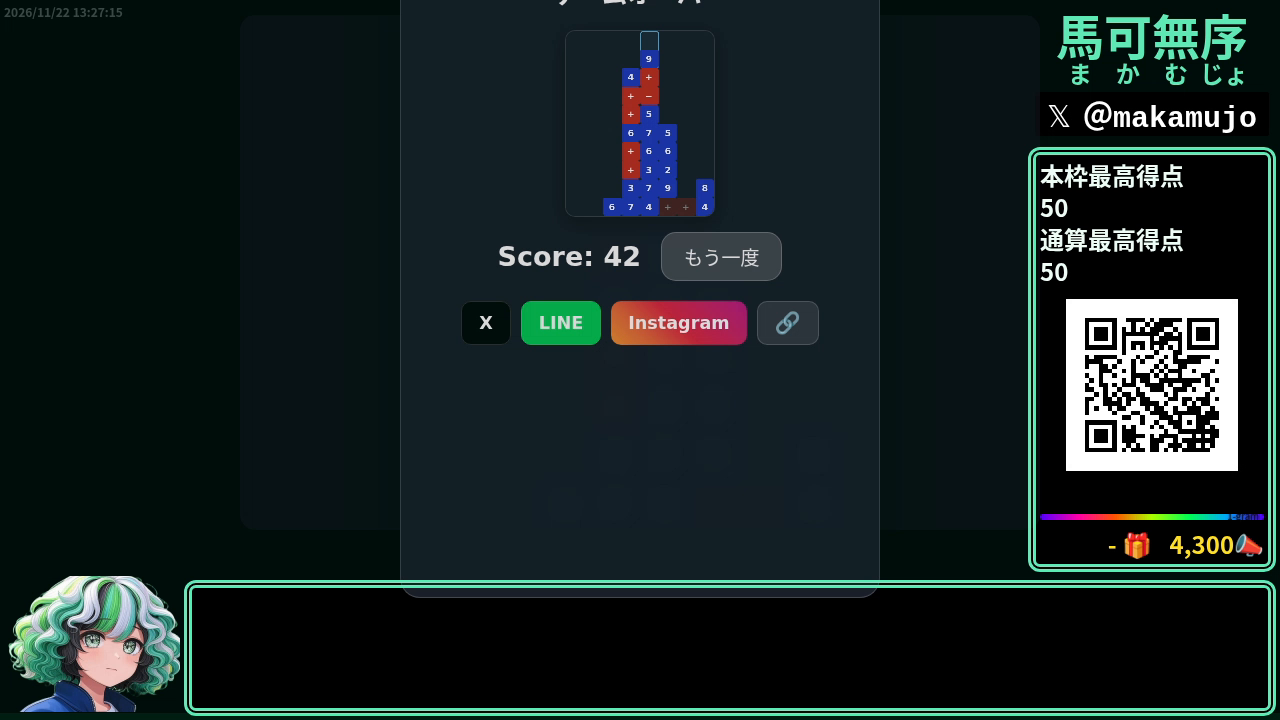 2026/11/22 13:27:15
9
4 +
+ −
+ 5
6 7 5
+ 6 6
+ 3 2
3 7 9 8
6 7 4 + + 4
Score: 42 もう一度
X LINE Instagram
馬可無序
まかむじょ
𝕏 @makamujo
本枠最高得点
50
通算最高得点
50
- 🎁 4,300📣